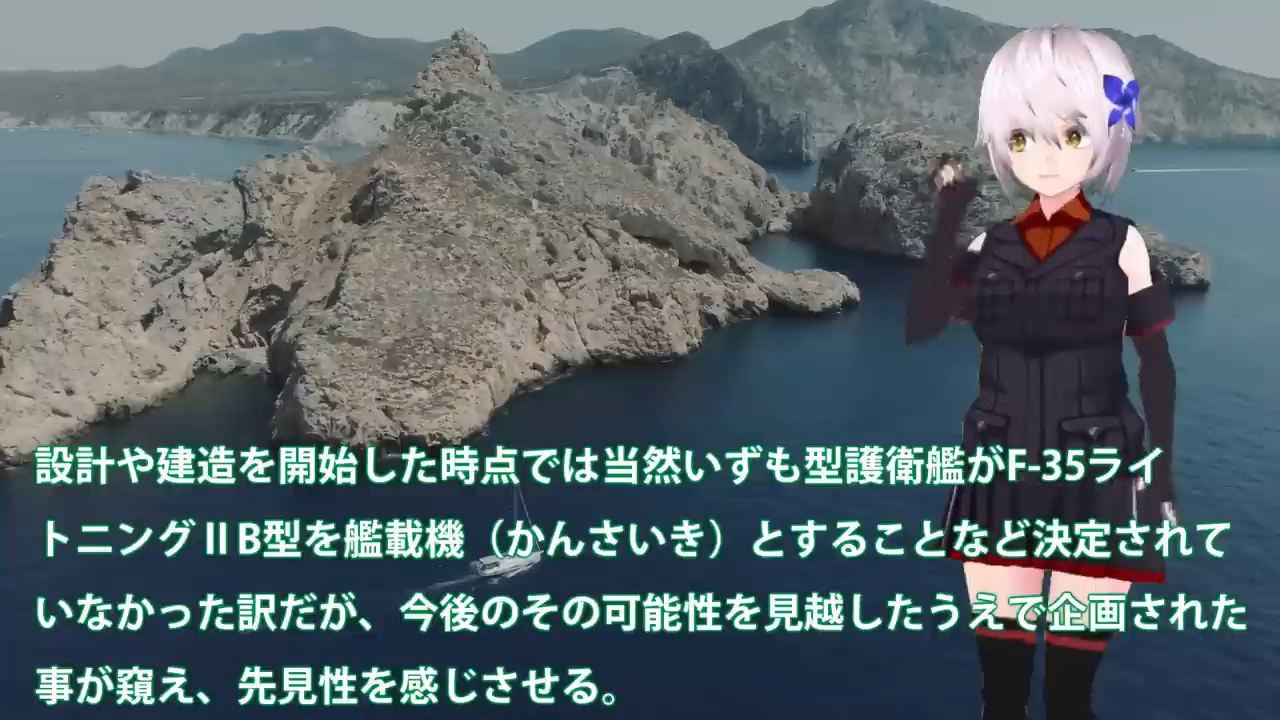 設計や建造を開始した時点では当然いずも型護衛艦がF-35ライ
トニングⅡB型を艦載機（かんさいき）とすることなど決定されて
いなかった訳だが、今後のその可能性を見越したうえで企画された
事が窺え、先見性を感じさせる。